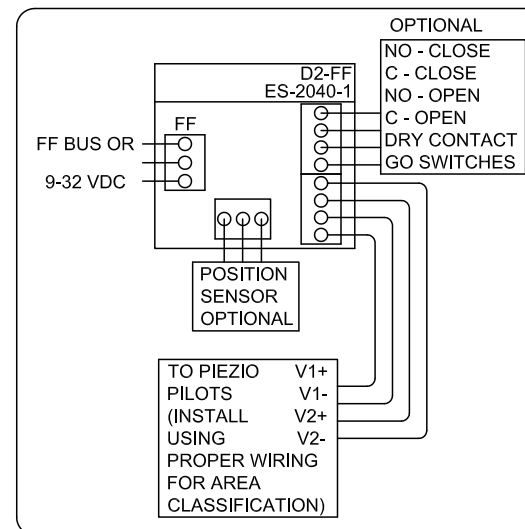 OPTIONAL
NO - CLOSE
C - CLOSE
NO - OPEN
C - OPEN
DRY CONTACT
GO SWITCHES
D2-FF
ES-2040-1
FF
FF BUS OR
9-32 VDC
POSITION
SENSOR
OPTIONAL
TO PIEZIO V1+
PILOTS V1-
(INSTALL V2+
USING V2-
PROPER WIRING
FOR AREA
CLASSIFICATION)